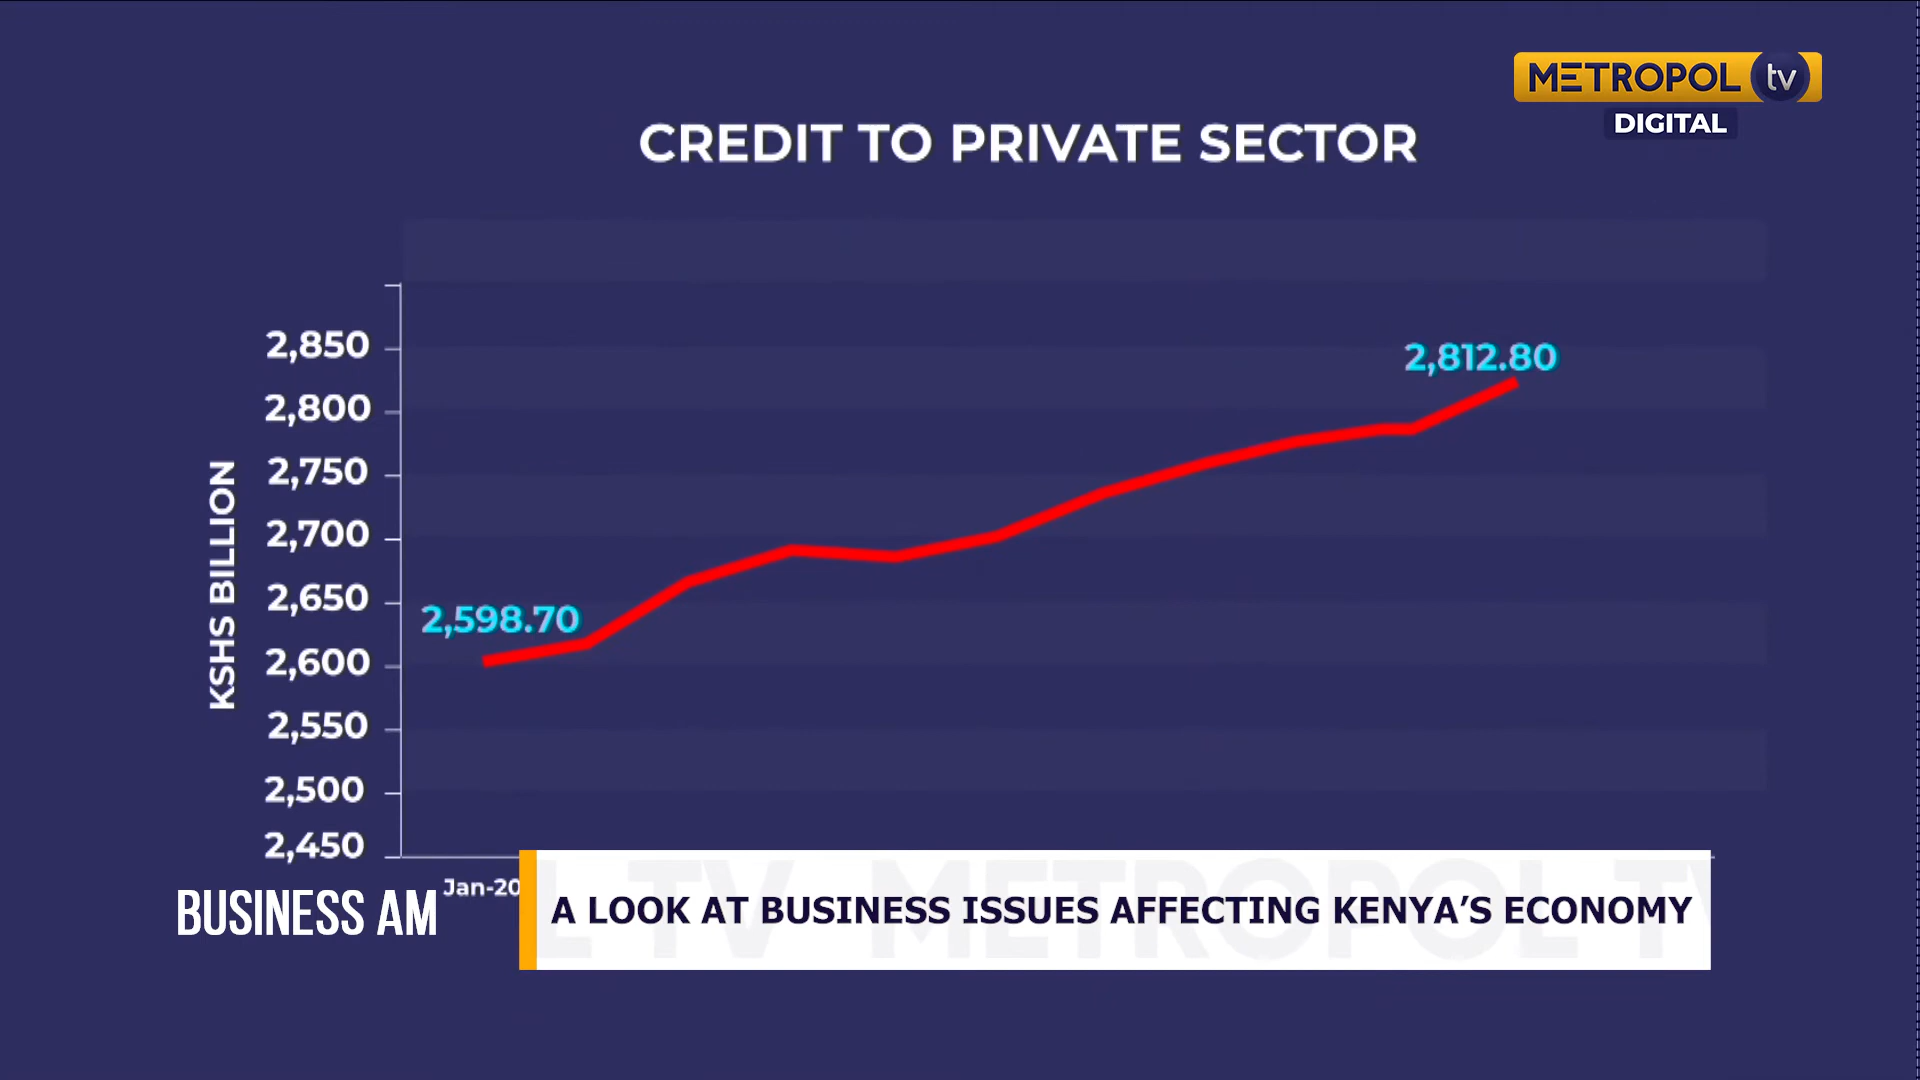 METROPOL tv
DIGITAL
CREDIT TO PRIVATE SECTOR
2,850
2,800
2,750
2,700
2,650
2,600
2,550
2,500
2,450
KSHS BILLION
2,598.70
2,812.80
Jan-20
BUSINESS AM
A LOOK AT BUSINESS ISSUES AFFECTING KENYA’S ECONOMY
L TV METROPOL T